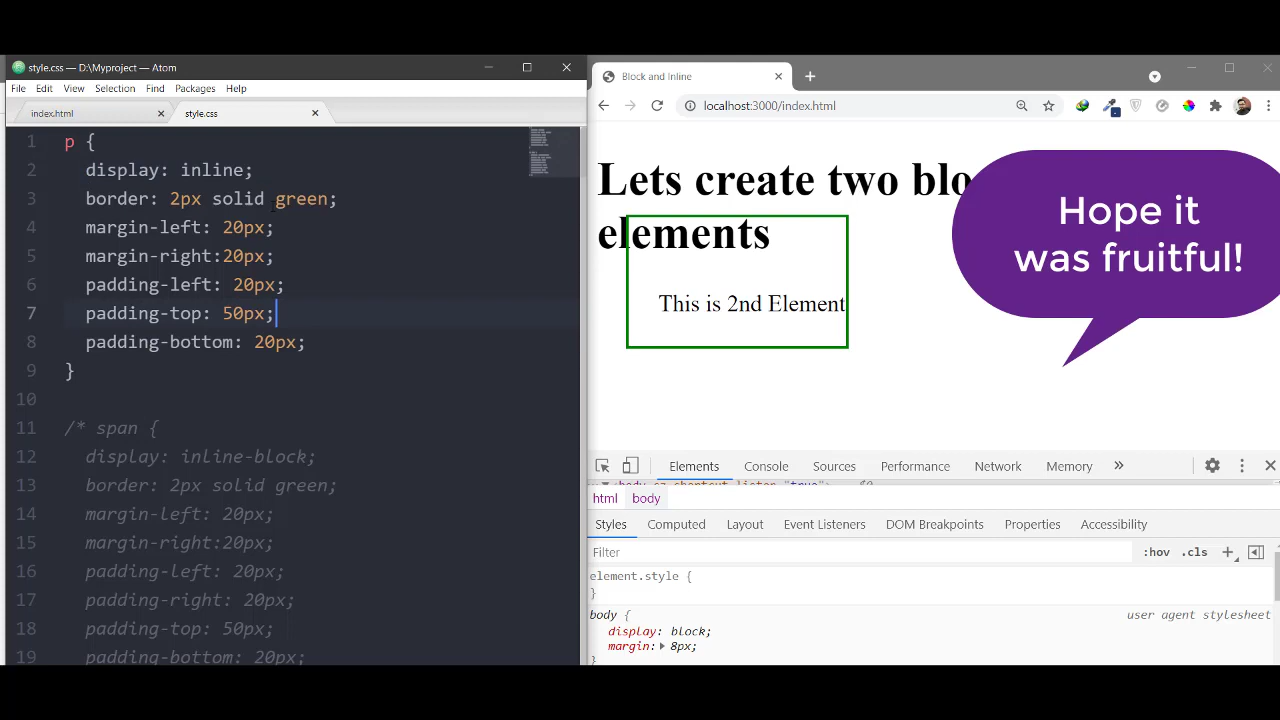 style.css — D:\Myproject — Atom
File Edit View Selection Find Packages Help
index.html
style.css
1 p {
2 display: inline;
3 border: 2px solid green;
4 margin-left: 20px;
5 margin-right:20px;
6 padding-left: 20px;
7 padding-top: 50px;
8 padding-bottom: 20px;
9 }
10
11 /* span {
12 display: inline-block;
13 border: 2px solid green;
14 margin-left: 20px;
15 margin-right:20px;
16 padding-left: 20px;
17 padding-right: 20px;
18 padding-top: 50px;
19 padding-bottom: 20px;
Block and Inline
localhost:3000/index.html
Lets create two blo
elements
This is 2nd Element
Hope it
was fruitful!
Elements Console Sources Performance Network Memory
html body
Styles Computed Layout Event Listeners DOM Breakpoints Properties Accessibility
Filter :hov .cls
element.style {
}
body { user agent stylesheet
display: block;
margin: 8px;
}